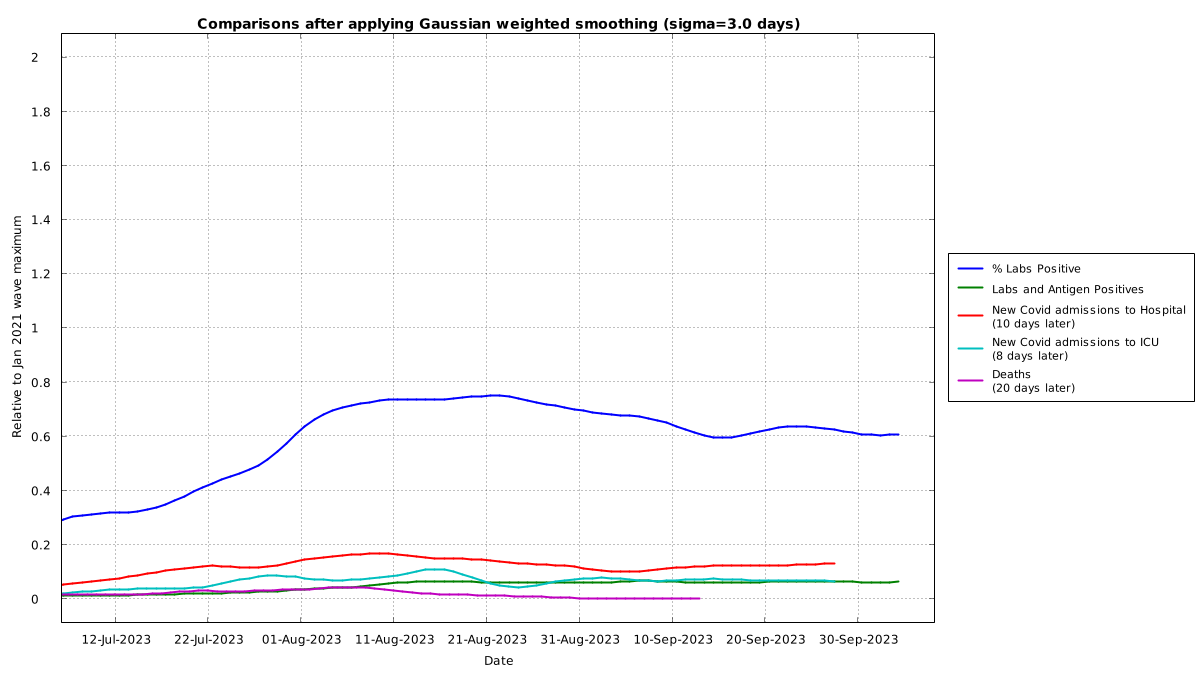 Comparisons after applying Gaussian weighted smoothing (sigma=3.0 days)
2
1.8
1.6
1.4
1.2
1
0.8
0.6
0.4
0.2
0
Relative to Jan 2021 wave maximum
12-Jul-2023 22-Jul-2023 01-Aug-2023 11-Aug-2023 21-Aug-2023 31-Aug-2023 10-Sep-2023 20-Sep-2023 30-Sep-2023
Date
% Labs Positive
Labs and Antigen Positives
New Covid admissions to Hospital
(10 days later)
New Covid admissions to ICU
(8 days later)
Deaths
(20 days later)